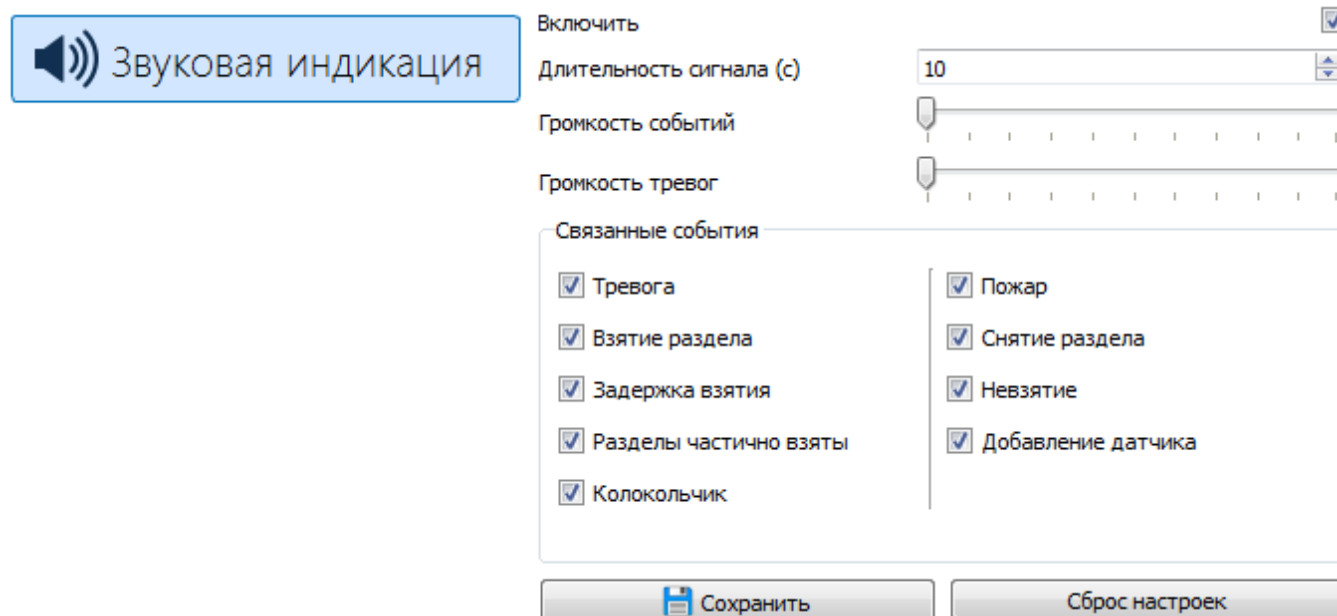 Звуковая индикация
Включить
Длительность сигнала (с) 10
Громкость событий
Громкость тревог
Связанные события
Тревога Пожар
Взятие раздела Снятие раздела
Задержка взятия Невзятие
Разделы частично взяты Добавление датчика
Колокольчик
Сохранить Сброс настроек